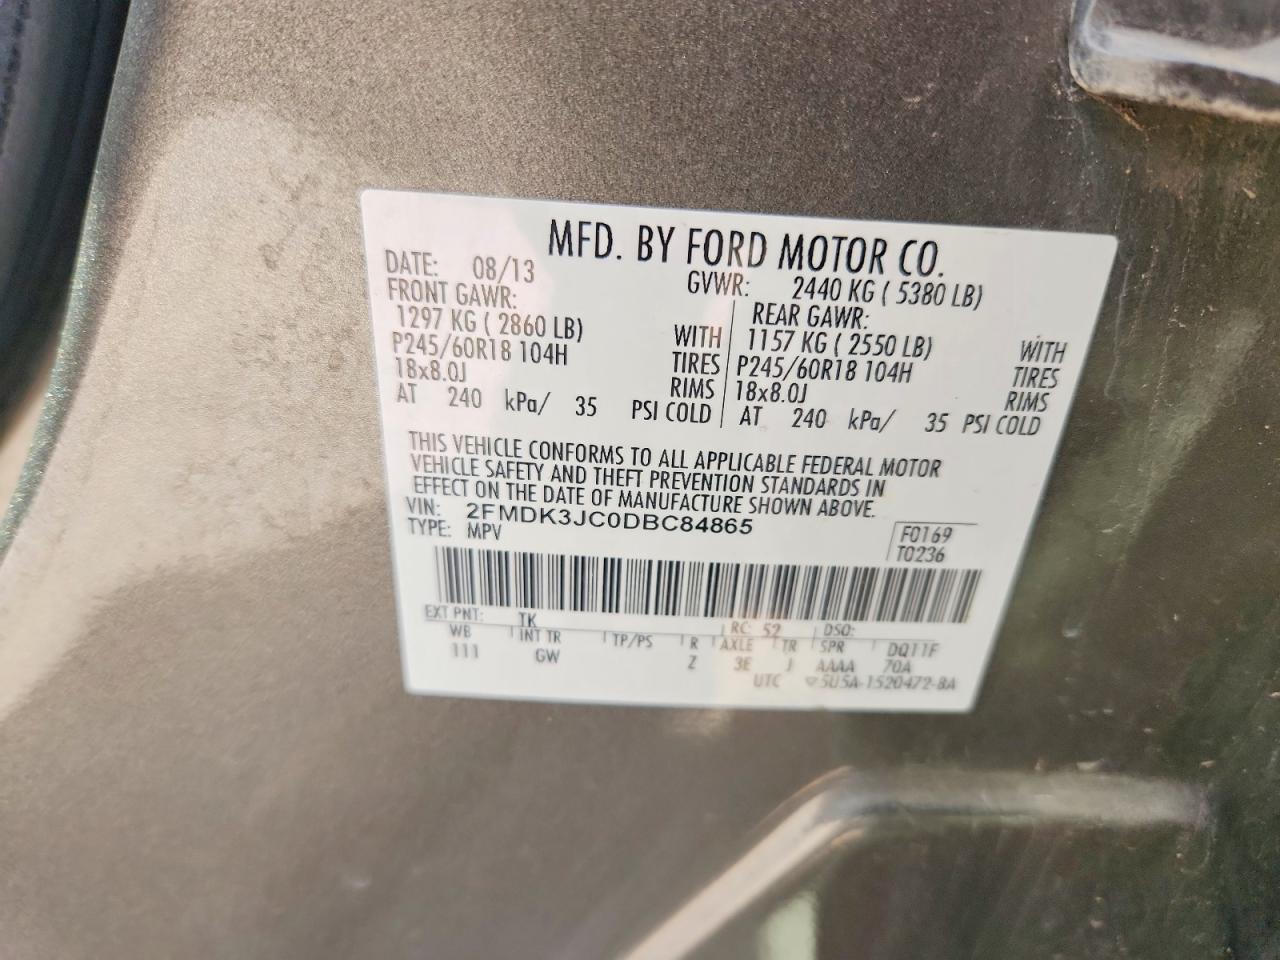 MFD. BY FORD MOTOR CO.
DATE: 08/13 GVWR: 2440 KG ( 5380 LB)
FRONT GAWR: REAR GAWR:
1297 KG ( 2860 LB) WITH 1157 KG ( 2550 LB) WITH
P245/60R18 104H TIRES P245/60R18 104H TIRES
18x8.0J RIMS 18x8.0J RIMS
AT 240 kPa/ 35 PSI COLD AT 240 kPa/ 35 PSI COLD
THIS VEHICLE CONFORMS TO ALL APPLICABLE FEDERAL MOTOR
VEHICLE SAFETY AND THEFT PREVENTION STANDARDS IN
EFFECT ON THE DATE OF MANUFACTURE SHOWN ABOVE.
VIN: 2FMDK3JC0DBC84865
TYPE: MPV F0169
T0236
EXT PNT: TK RC: 52 DSO:
WB INT TR TP/PS R AXLE TR SPR DQ11F
111 GW Z 3E J AAAA 70A
UTC ▽5U5A-1520472-BA